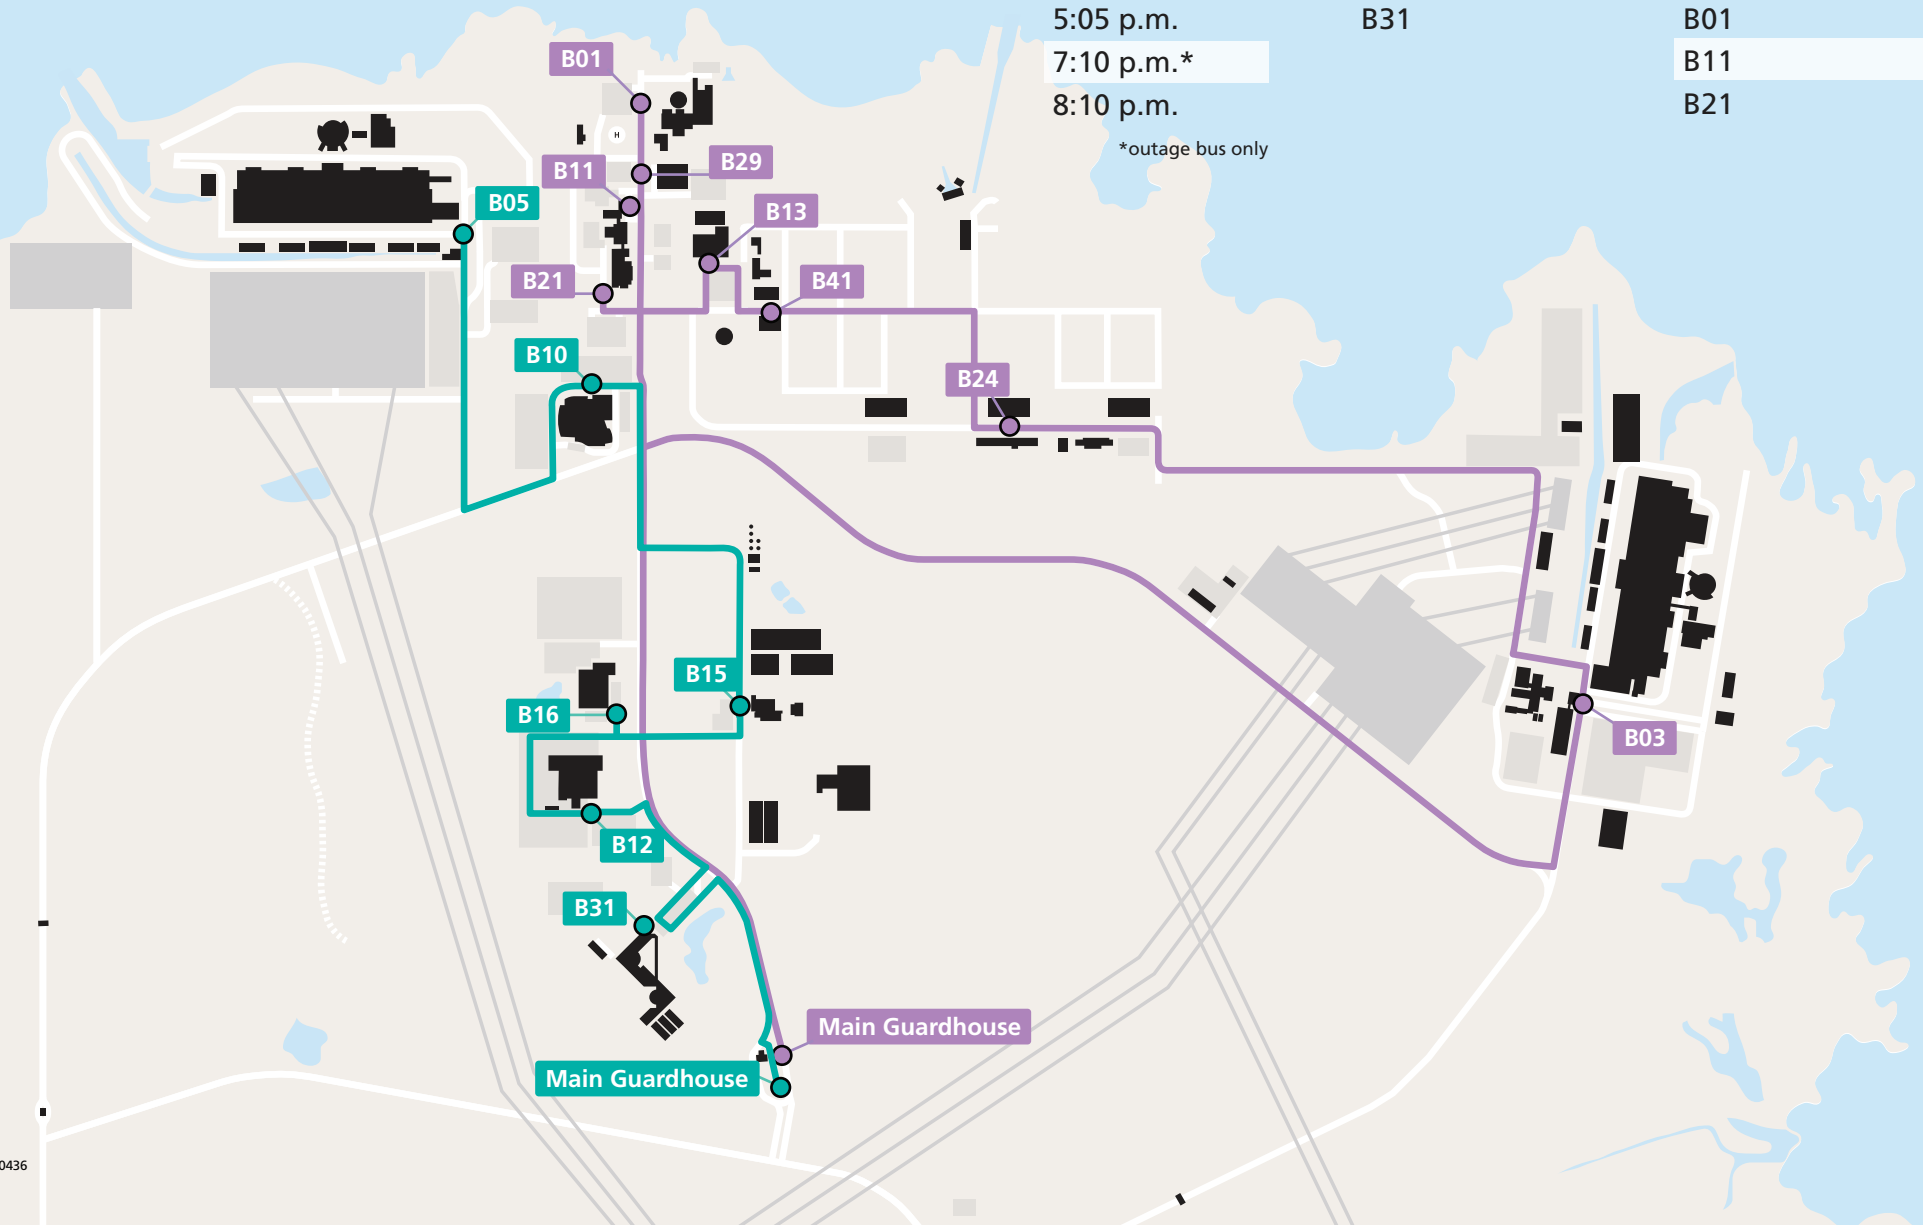 5:05 p.m. B31 B01
7:10 p.m.* B11
8:10 p.m. B21
*outage bus only
B01
H
B29
B11
B05
B13
B21
B41
B10
B24
B15
B16
B03
B12
B31
Main Guardhouse
Main Guardhouse
0436